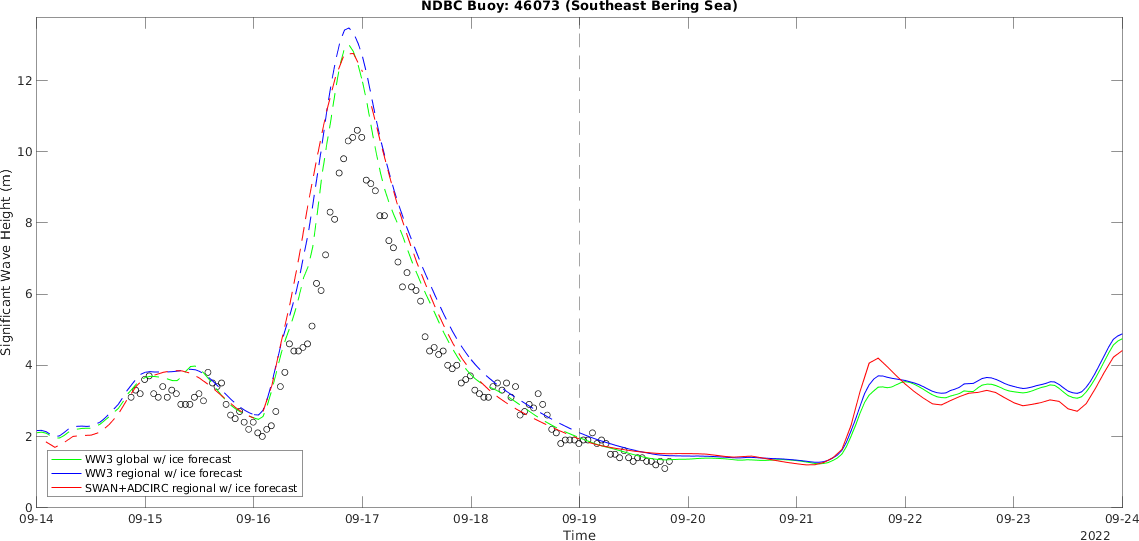 NDBC Buoy: 46073 (Southeast Bering Sea)
Significant Wave Height (m)
12
10
8
6
4
2
0
WW3 global w/ ice forecast
WW3 regional w/ ice forecast
SWAN+ADCIRC regional w/ ice forecast
09-14 09-15 09-16 09-17 09-18 09-19 09-20 09-21 09-22 09-23 09-24
Time
2022